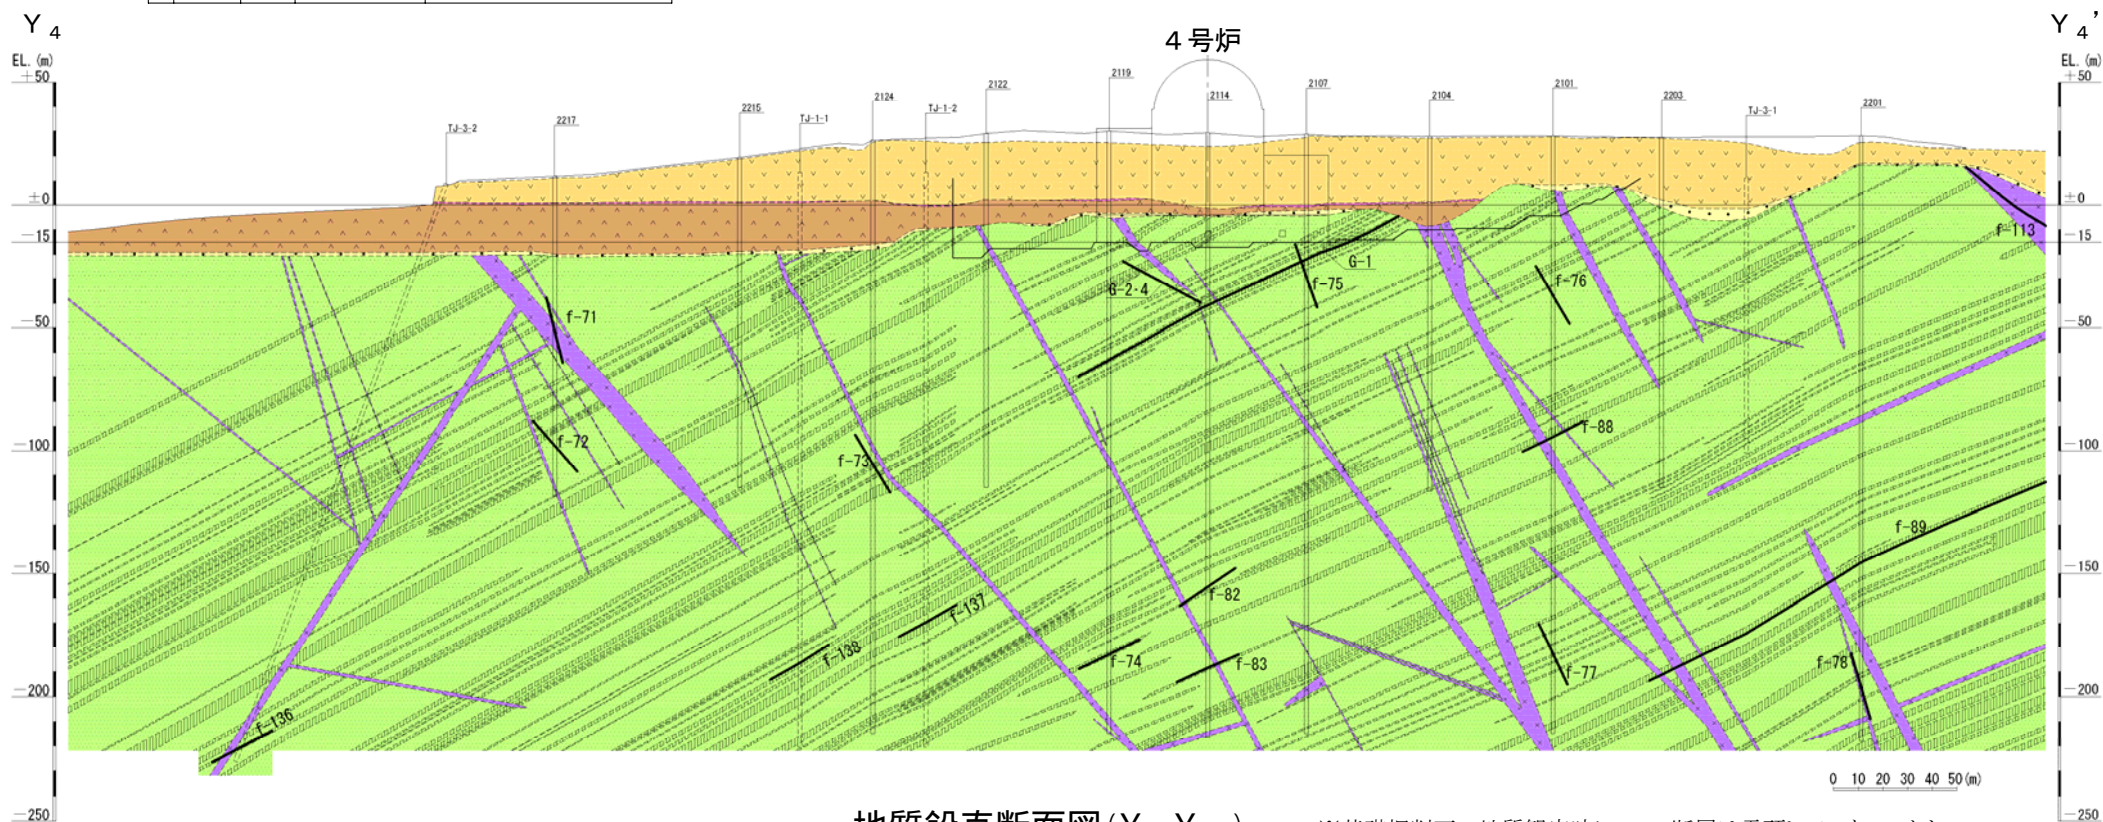 Y4
Y4’
4号炉
EL.(m)
EL.(m)
+50
+50
±0
±0
-15
-15
-50
-50
-100
-100
-150
-150
-200
-200
-250
-250
TJ-3-2
2217
2215
TJ-1-1
2124
TJ-1-2
2122
2119
2114
2107
2104
2101
2203
TJ-3-1
2201
f-113
G-1
G-2・4
f-75
f-76
f-71
f-72
f-73
f-88
f-89
f-82
f-137
f-138
f-74
f-83
f-77
f-78
f-136
0 10 20 30 40 50(m)